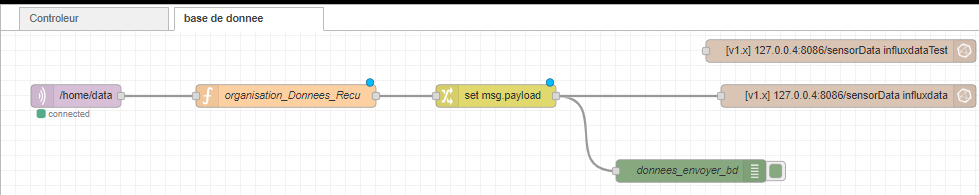 Controleur
base de donnee
[v1.x] 127.0.0.4:8086/sensorData influxdataTest
/home/data
organisation_Donnees_Recu
set msg.payload
[v1.x] 127.0.0.4:8086/sensorData influxdata
connected
donnees_envoyer_bd